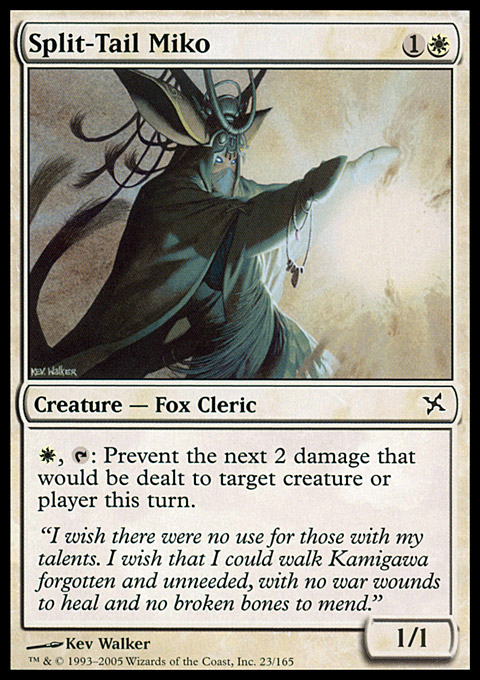 Split-Tail Miko 1
KEV WALKER
Creature — Fox Cleric
, : Prevent the next 2 damage that
would be dealt to target creature or
player this turn.
“I wish there were no use for those with my
talents. I wish that I could walk Kamigawa
forgotten and unneeded, with no war wounds
to heal and no broken bones to mend.”
Kev Walker
1/1
™ & © 1993–2005 Wizards of the Coast, Inc. 23/165